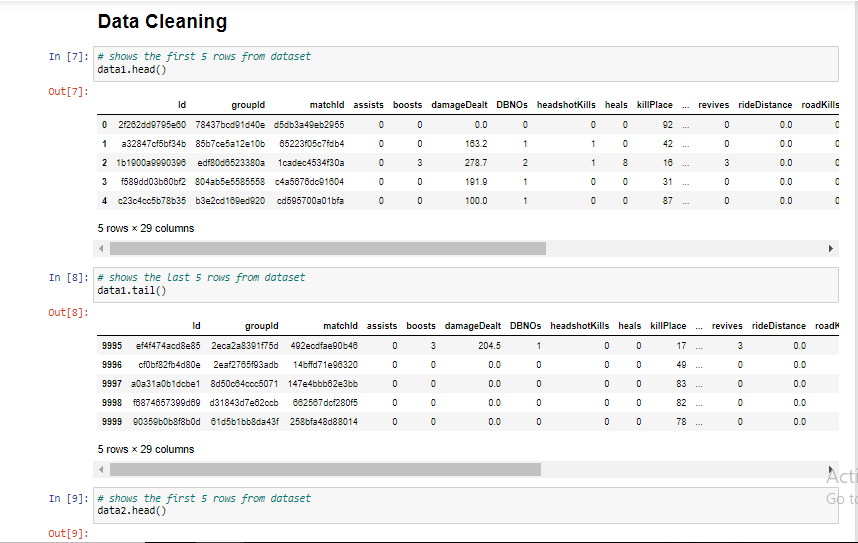 Data Cleaning
In [7]: # shows the first 5 rows from dataset
data1.head()
Out[7]:
Id groupId matchId assists boosts damageDealt DBNOs headshotKills heals killPlace ... revives rideDistance roadKills
0 2f262dd9795e60 78437bcd91d40e d5db3a49eb2955 0 0 0.0 0 0 0 92 ... 0 0.0 0
1 a32847cf5bf34b 85b7ce5a12e10b 65223f05c7fdb4 0 0 163.2 1 1 0 42 ... 0 0.0 0
2 1b1900a9990396 edf80d6523380a 1cadec4534f30a 0 3 278.7 2 1 8 16 ... 3 0.0 0
3 f589dd03b60bf2 804ab5e5585558 c4a5676dc91604 0 0 191.9 1 0 0 31 ... 0 0.0 0
4 c23c4cc5b78b35 b3e2cd169ed920 cd595700a01bfa 0 0 100.0 1 0 0 87 ... 0 0.0 0
5 rows × 29 columns
In [8]: # shows the last 5 rows from dataset
data1.tail()
Out[8]:
Id groupId matchId assists boosts damageDealt DBNOs headshotKills heals killPlace ... revives rideDistance roadK
9995 ef4f474acd8e85 2eca2a8391f75d 492ecdfae90b46 0 3 204.5 1 0 0 17 ... 3 0.0
9996 cf0bf82fb4d80e 2eaf2765f93adb 14bffd71e96320 0 0 0.0 0 0 0 49 ... 0 0.0
9997 a0a31a0b1dcbe1 8d50c64ccc5071 147e4bbb62e3bb 0 0 0.0 0 0 0 83 ... 0 0.0
9998 f6874657399d69 d31843d7e62ccb 662567dcf280f5 0 0 0.0 0 0 0 82 ... 0 0.0
9999 90359b0b8f8b0d 61d5b1bb8da43f 258bfa48d88014 0 0 0.0 0 0 0 78 ... 0 0.0
5 rows × 29 columns
Acti
Go to
In [9]: # shows the first 5 rows from dataset
data2.head()
Out[9]: